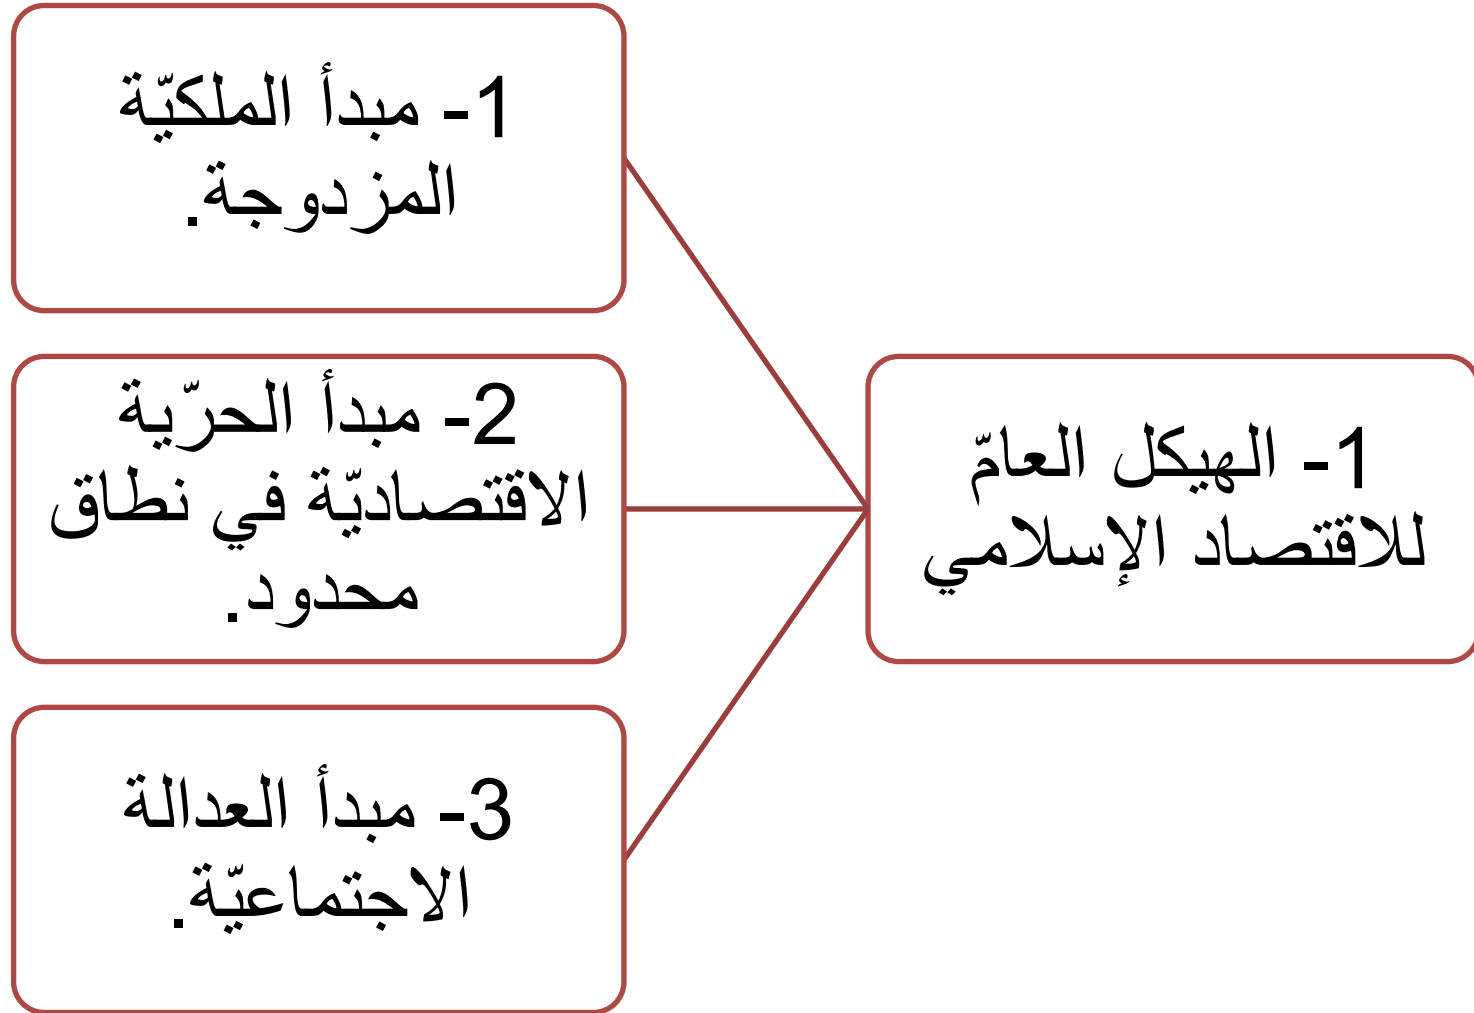 1- الهيكل العامّ
للاقتصاد الإسلامي
1- مبدأ الملكيّة
المزدوجة.
2- مبدأ الحرّية
الاقتصاديّة في نطاق
محدود.
3- مبدأ العدالة
الاجتماعيّة.